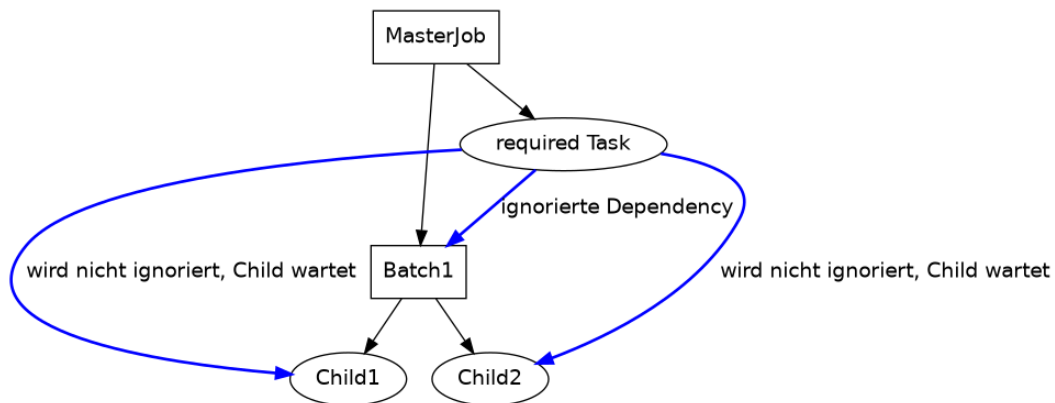 MasterJob
required Task
ignorierte Dependency
wird nicht ignoriert, Child wartet
Batch1
wird nicht ignoriert, Child wartet
Child1
Child2